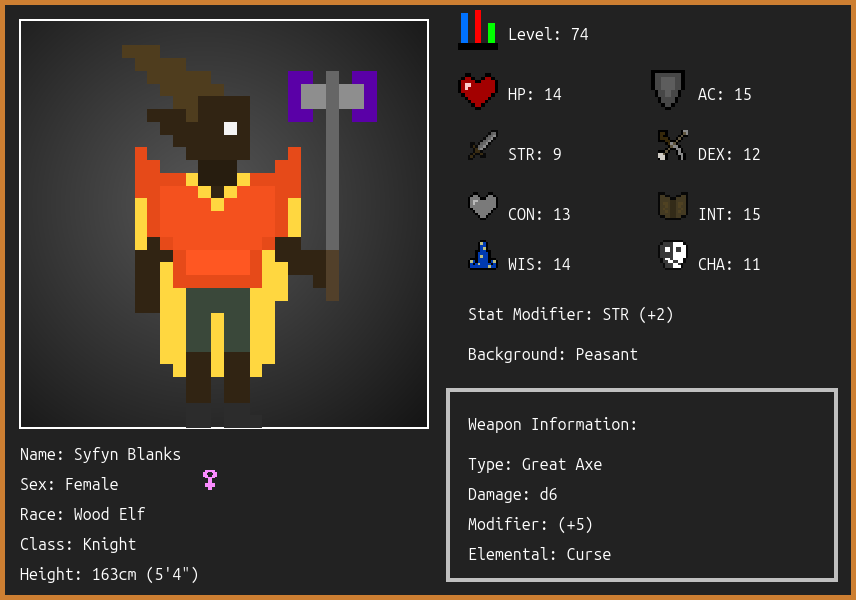 Level: 74
HP: 14
AC: 15
STR: 9
DEX: 12
CON: 13
INT: 15
WIS: 14
CHA: 11
Stat Modifier: STR (+2)
Background: Peasant
Weapon Information:
Type: Great Axe
Damage: d6
Modifier: (+5)
Elemental: Curse
Name: Syfyn Blanks
Sex: Female
Race: Wood Elf
Class: Knight
Height: 163cm (5'4")